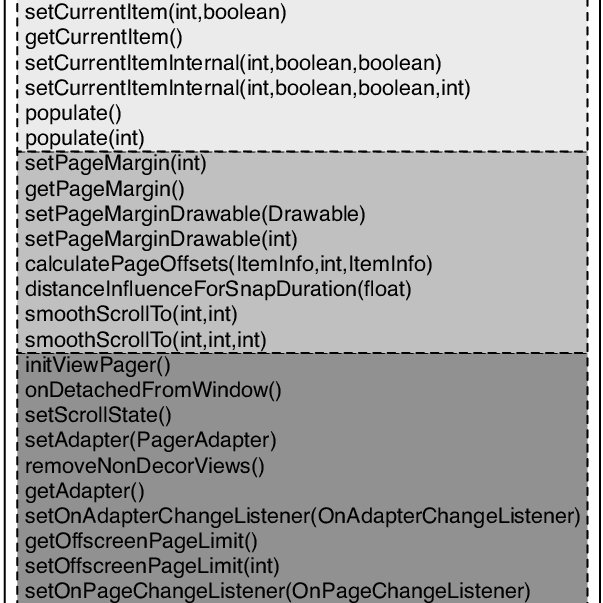 setCurrentItem(int,boolean)
getCurrentItem()
setCurrentItemInternal(int,boolean,boolean)
setCurrentItemInternal(int,boolean,boolean,int)
populate()
populate(int)
setPageMargin(int)
getPageMargin()
setPageMarginDrawable(Drawable)
setPageMarginDrawable(int)
calculatePageOffsets(ItemInfo,int,ItemInfo)
distanceInfluenceForSnapDuration(float)
smoothScrollTo(int,int)
smoothScrollTo(int,int,int)
initViewPager()
onDetachedFromWindow()
setScrollState()
setAdapter(PagerAdapter)
removeNonDecorViews()
getAdapter()
setOnAdapterChangeListener(OnAdapterChangeListener)
getOffscreenPageLimit()
setOffscreenPageLimit(int)
setOnPageChangeListener(OnPageChangeListener)